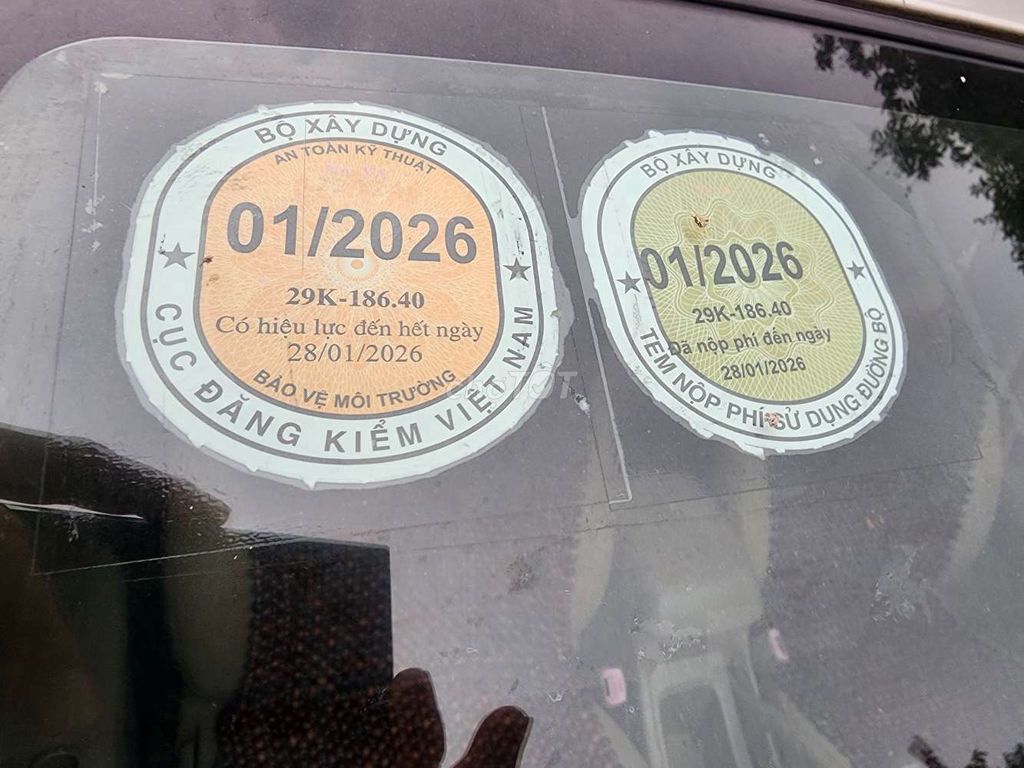 BỘ XÂY DỰNG
AN TOÀN KỸ THUẬT
01/2026
29K-186.40
Có hiệu lực đến hết ngày
28/01/2026
BẢO VỆ MÔI TRƯỜNG
CỤC ĐĂNG KIỂM VIỆT NAM
BỘ XÂY DỰNG
01/2026
29K-186.40
Đã nộp phí đến ngày
28/01/2026
TEM NỘP PHÍ SỬ DỤNG ĐƯỜNG BỘ